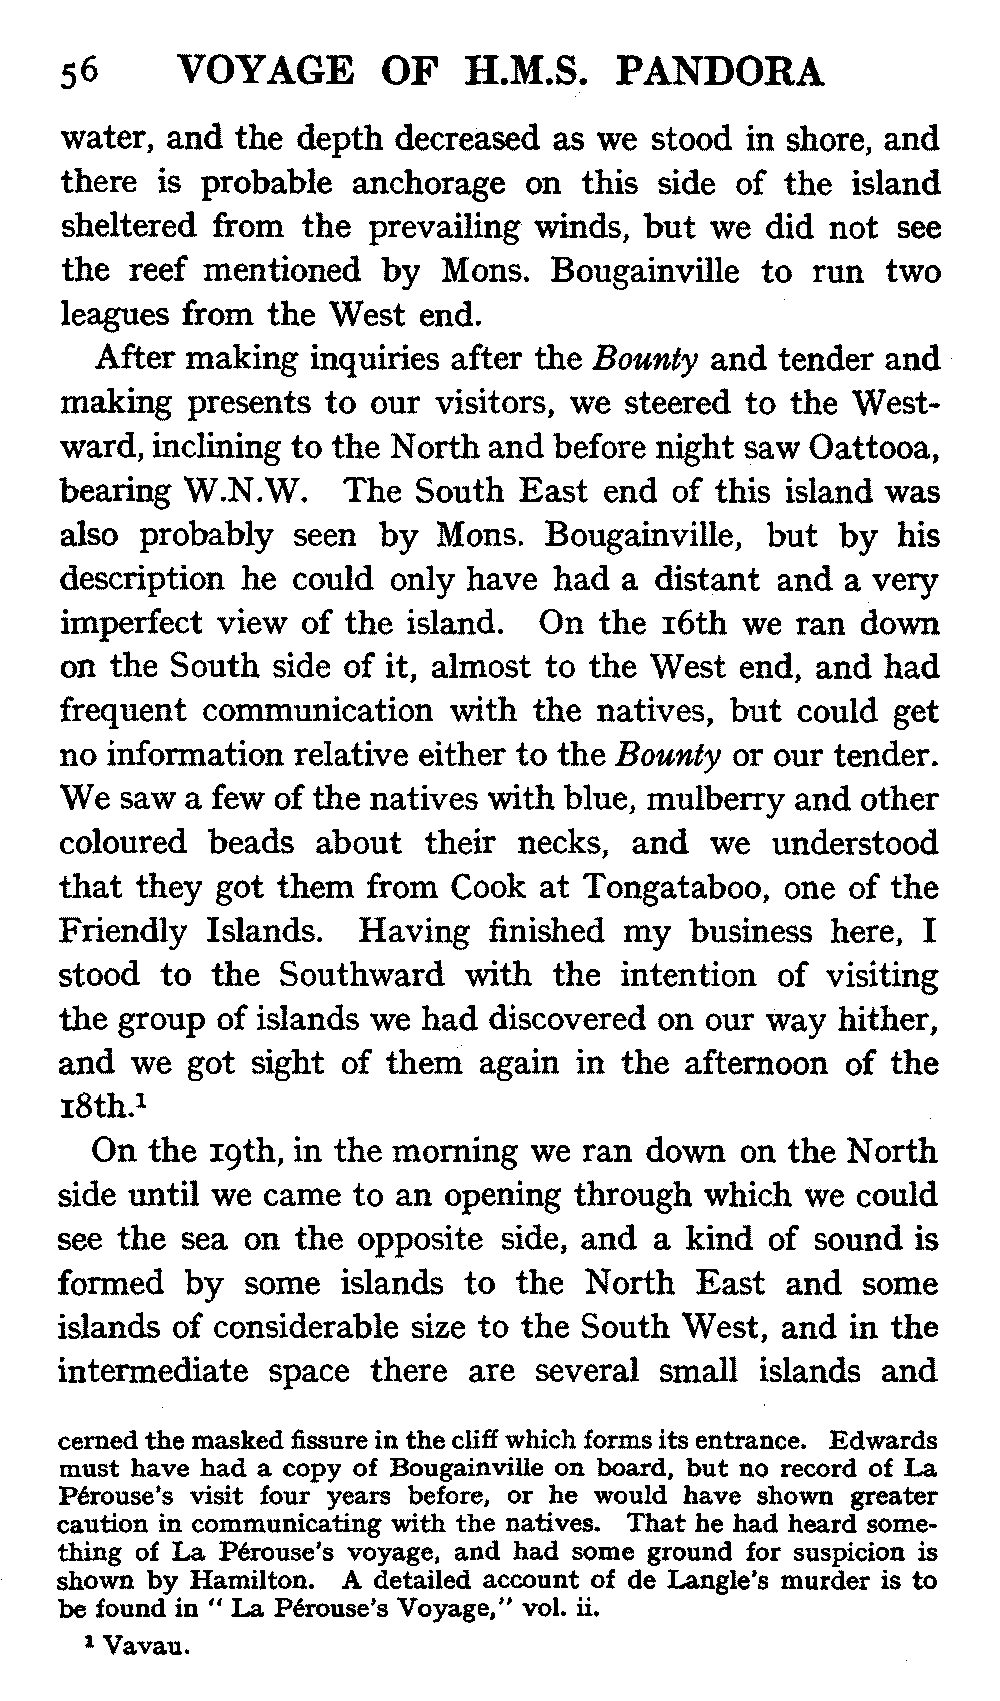 56 VOYAGE OF H.M.S. PANDORA
water, and the depth decreased as we stood in shore, and
there is probable anchorage on this side of the island
sheltered from the prevailing winds, but we did not see
the reef mentioned by Mons. Bougainville to run two
leagues from the West end.
After making inquiries after the Bounty and tender and
making presents to our visitors, we steered to the West-
ward, inclining to the North and before night saw Oattooa,
bearing W.N.W. The South East end of this island was
also probably seen by Mons. Bougainville, but by his
description he could only have had a distant and a very
imperfect view of the island. On the 16th we ran down
on the South side of it, almost to the West end, and had
frequent communication with the natives, but could get
no information relative either to the Bounty or our tender.
We saw a few of the natives with blue, mulberry and other
coloured beads about their necks, and we understood
that they got them from Cook at Tongataboo, one of the
Friendly Islands. Having finished my business here, I
stood to the Southward with the intention of visiting
the group of islands we had discovered on our way hither,
and we got sight of them again in the afternoon of the
18th.¹
On the 19th, in the morning we ran down on the North
side until we came to an opening through which we could
see the sea on the opposite side, and a kind of sound is
formed by some islands to the North East and some
islands of considerable size to the South West, and in the
intermediate space there are several small islands and
cerned the masked fissure in the cliff which forms its entrance. Edwards
must have had a copy of Bougainville on board, but no record of La
Pérouse's visit four years before, or he would have shown greater
caution in communicating with the natives. That he had heard some-
thing of La Pérouse's voyage, and had some ground for suspicion is
shown by Hamilton. A detailed account of de Langle's murder is to
be found in "La Pérouse's Voyage," vol. ii.
¹ Vavau.